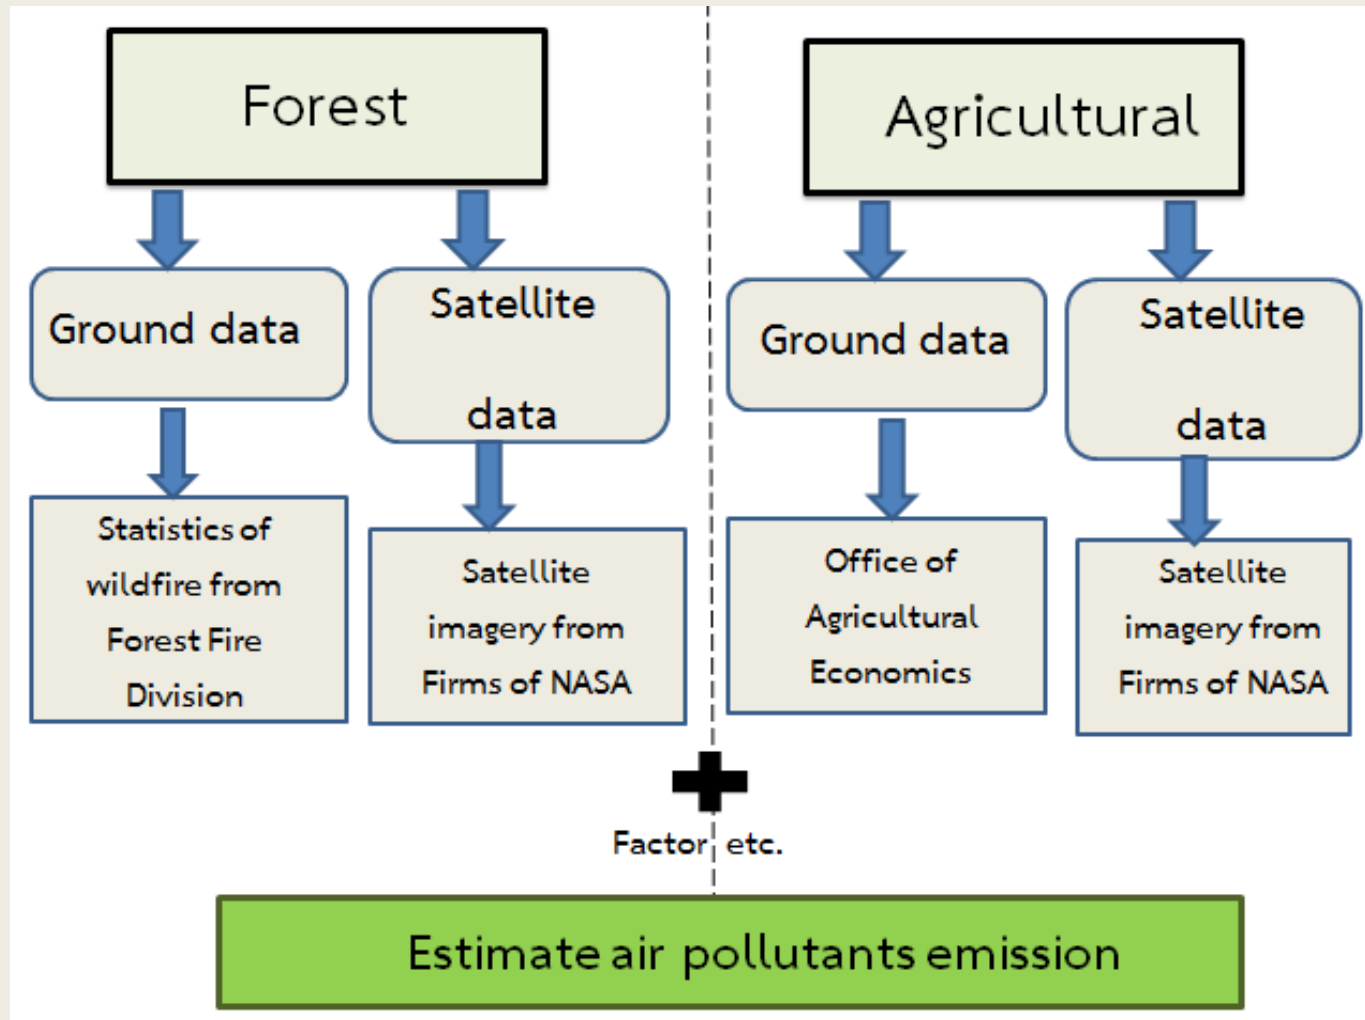 Forest
Agricultural
Ground data
Satellite
data
Ground data
Satellite
data
Statistics of
wildfire from
Forest Fire
Division
Satellite
imagery from
Firms of NASA
Office of
Agricultural
Economics
Satellite
imagery from
Firms of NASA
Factor etc.
Estimate air pollutants emission